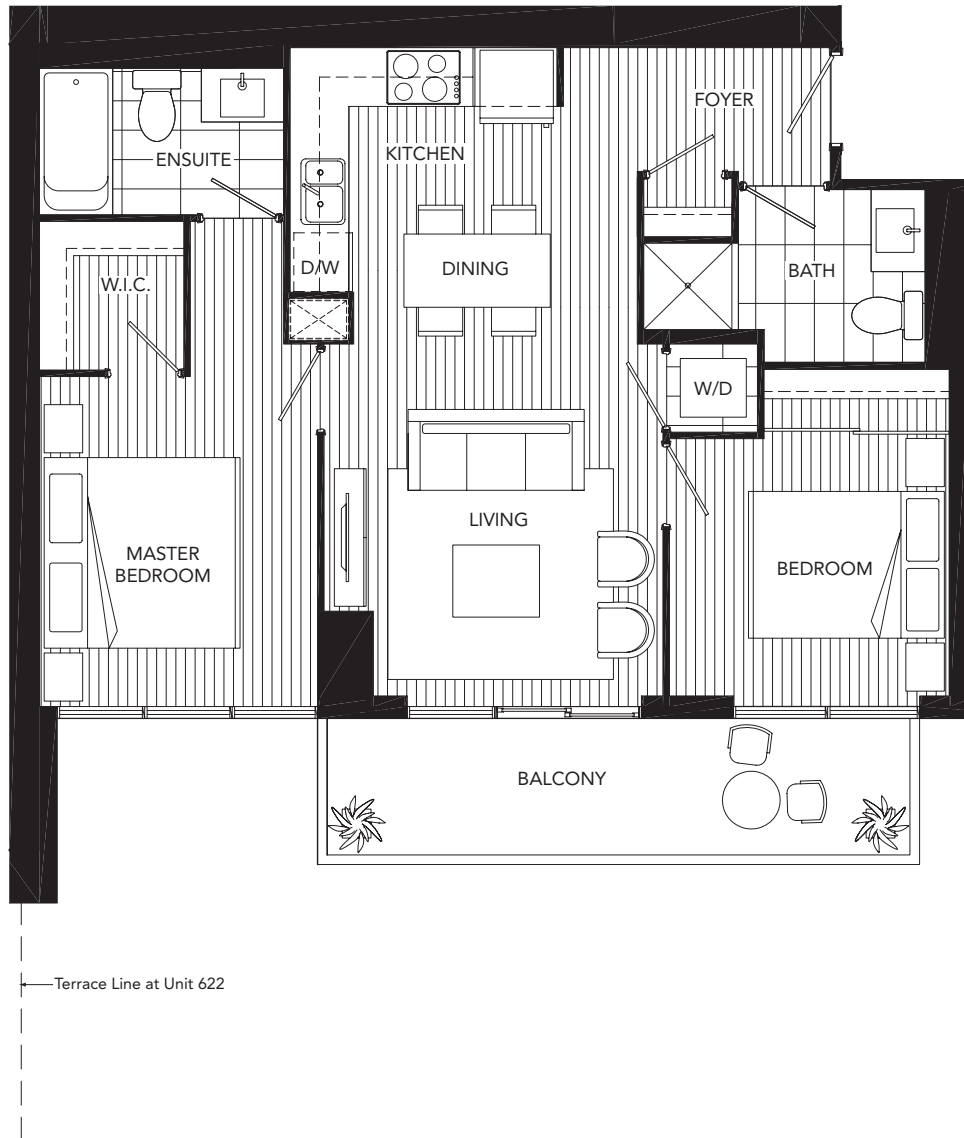 FOYER
KITCHEN
ENSUITE
D/W
DINING
BATH
W.I.C.
W/D
LIVING
MASTER
BEDROOM
BEDROOM
BALCONY
Terrace Line at Unit 622